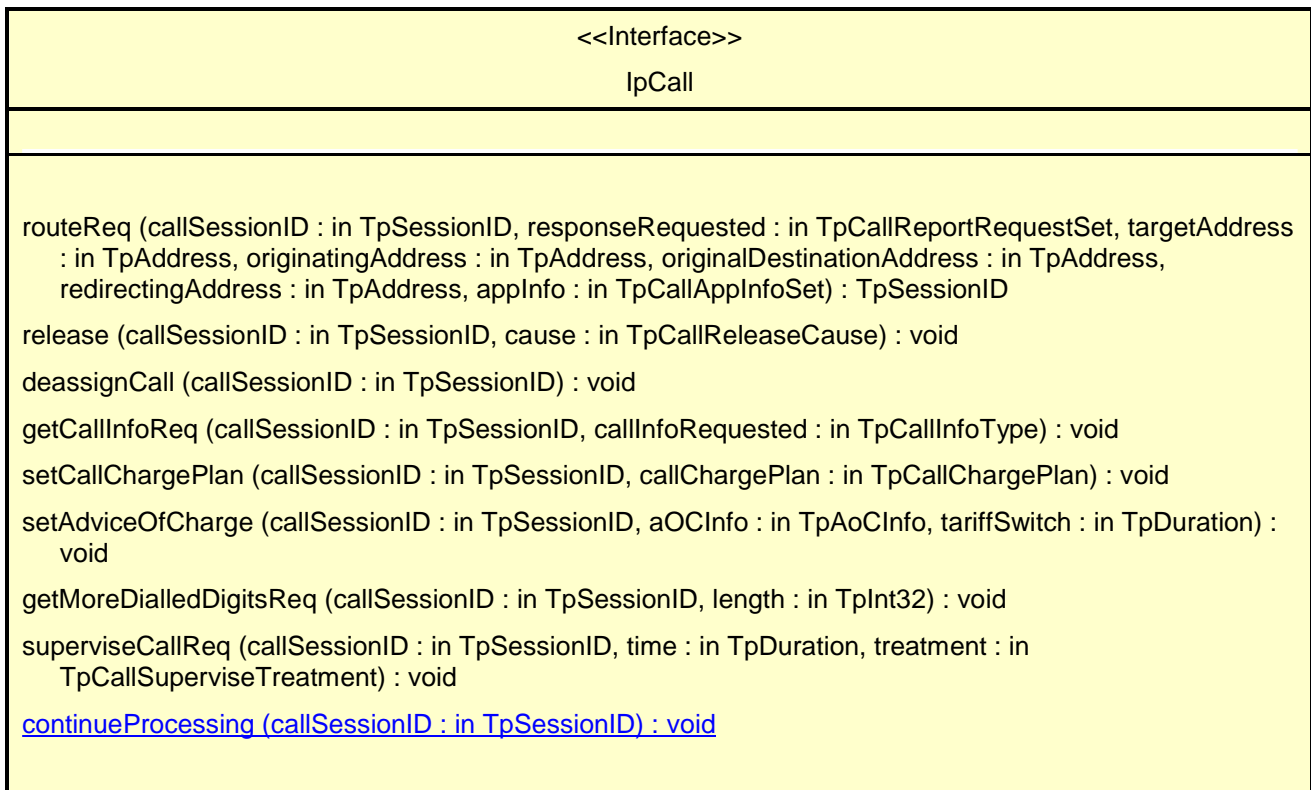 <<Interface>>
IpCall
routeReq (callSessionID : in TpSessionID, responseRequested : in TpCallReportRequestSet, targetAddress
: in TpAddress, originatingAddress : in TpAddress, originalDestinationAddress : in TpAddress,
redirectingAddress : in TpAddress, appInfo : in TpCallAppInfoSet) : TpSessionID
release (callSessionID : in TpSessionID, cause : in TpCallReleaseCause) : void
deassignCall (callSessionID : in TpSessionID) : void
getCallInfoReq (callSessionID : in TpSessionID, callInfoRequested : in TpCallInfoType) : void
setCallChargePlan (callSessionID : in TpSessionID, callChargePlan : in TpCallChargePlan) : void
setAdviceOfCharge (callSessionID : in TpSessionID, aOCInfo : in TpAoCInfo, tariffSwitch : in TpDuration) :
void
getMoreDialledDigitsReq (callSessionID : in TpSessionID, length : in TpInt32) : void
superviseCallReq (callSessionID : in TpSessionID, time : in TpDuration, treatment : in
TpCallSuperviseTreatment) : void
continueProcessing (callSessionID : in TpSessionID) : void